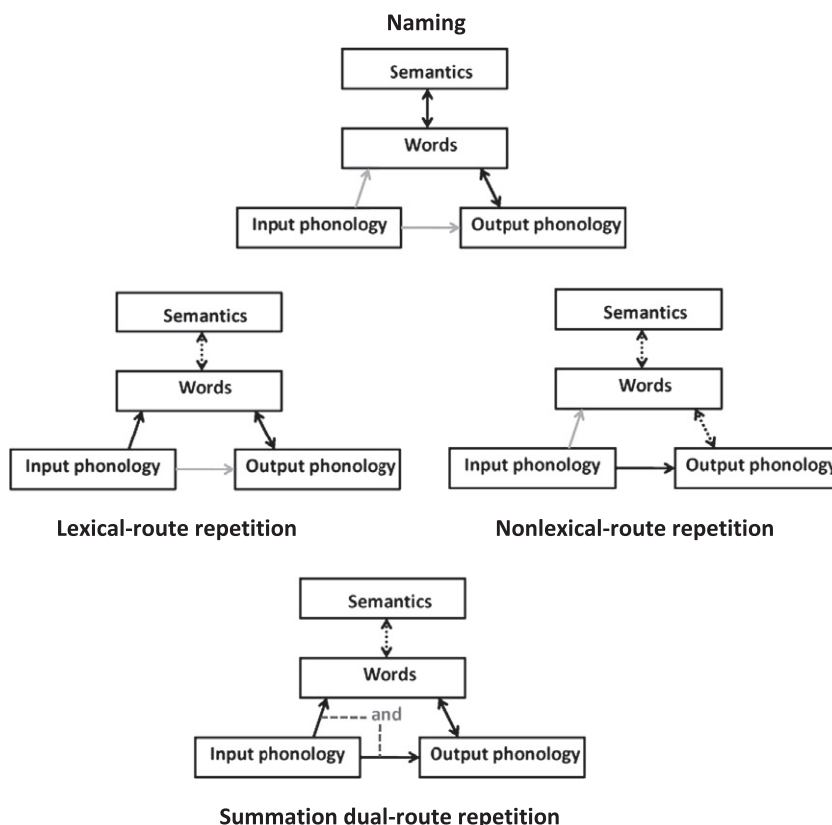 Naming
Semantics
Words
Input phonology
Output phonology
Semantics
Words
Input phonology
Output phonology
Lexical-route repetition
Semantics
Words
Input phonology
Output phonology
Nonlexical-route repetition
Semantics
Words
and
Input phonology
Output phonology
Summation dual-route repetition